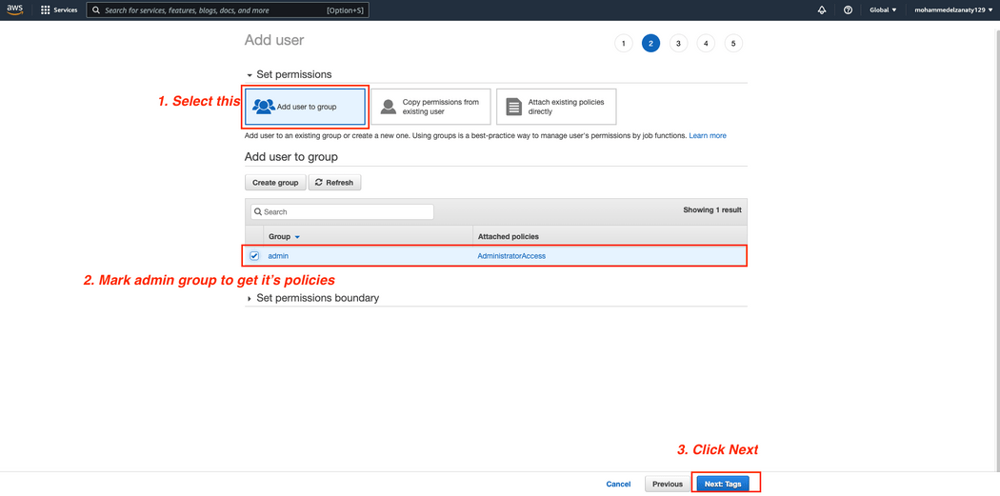 aws
Services
Search for services, features, blogs, docs, and more
[Option+S]
Global
mohammedelzanaty129
Add user
1 2 3 4 5
Set permissions
1. Select this
Add user to group
Copy permissions from
existing user
Attach existing policies
directly
Add user to an existing group or create a new one. Using groups is a best-practice way to manage user's permissions by job functions. Learn more
Add user to group
Create group
Refresh
Search
Showing 1 result
Group
Attached policies
admin
AdministratorAccess
2. Mark admin group to get it's policies
Set permissions boundary
3. Click Next
Cancel
Previous
Next: Tags